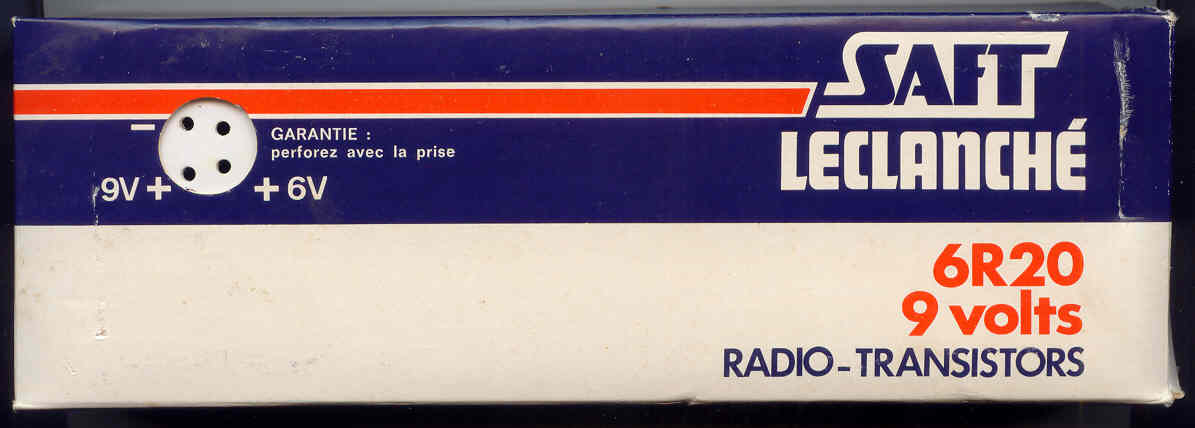 SAFT
LECLANCHÉ
−
GARANTIE :
perforez avec la prise
9V + + 6V
6R20
9 volts
RADIO-TRANSISTORS